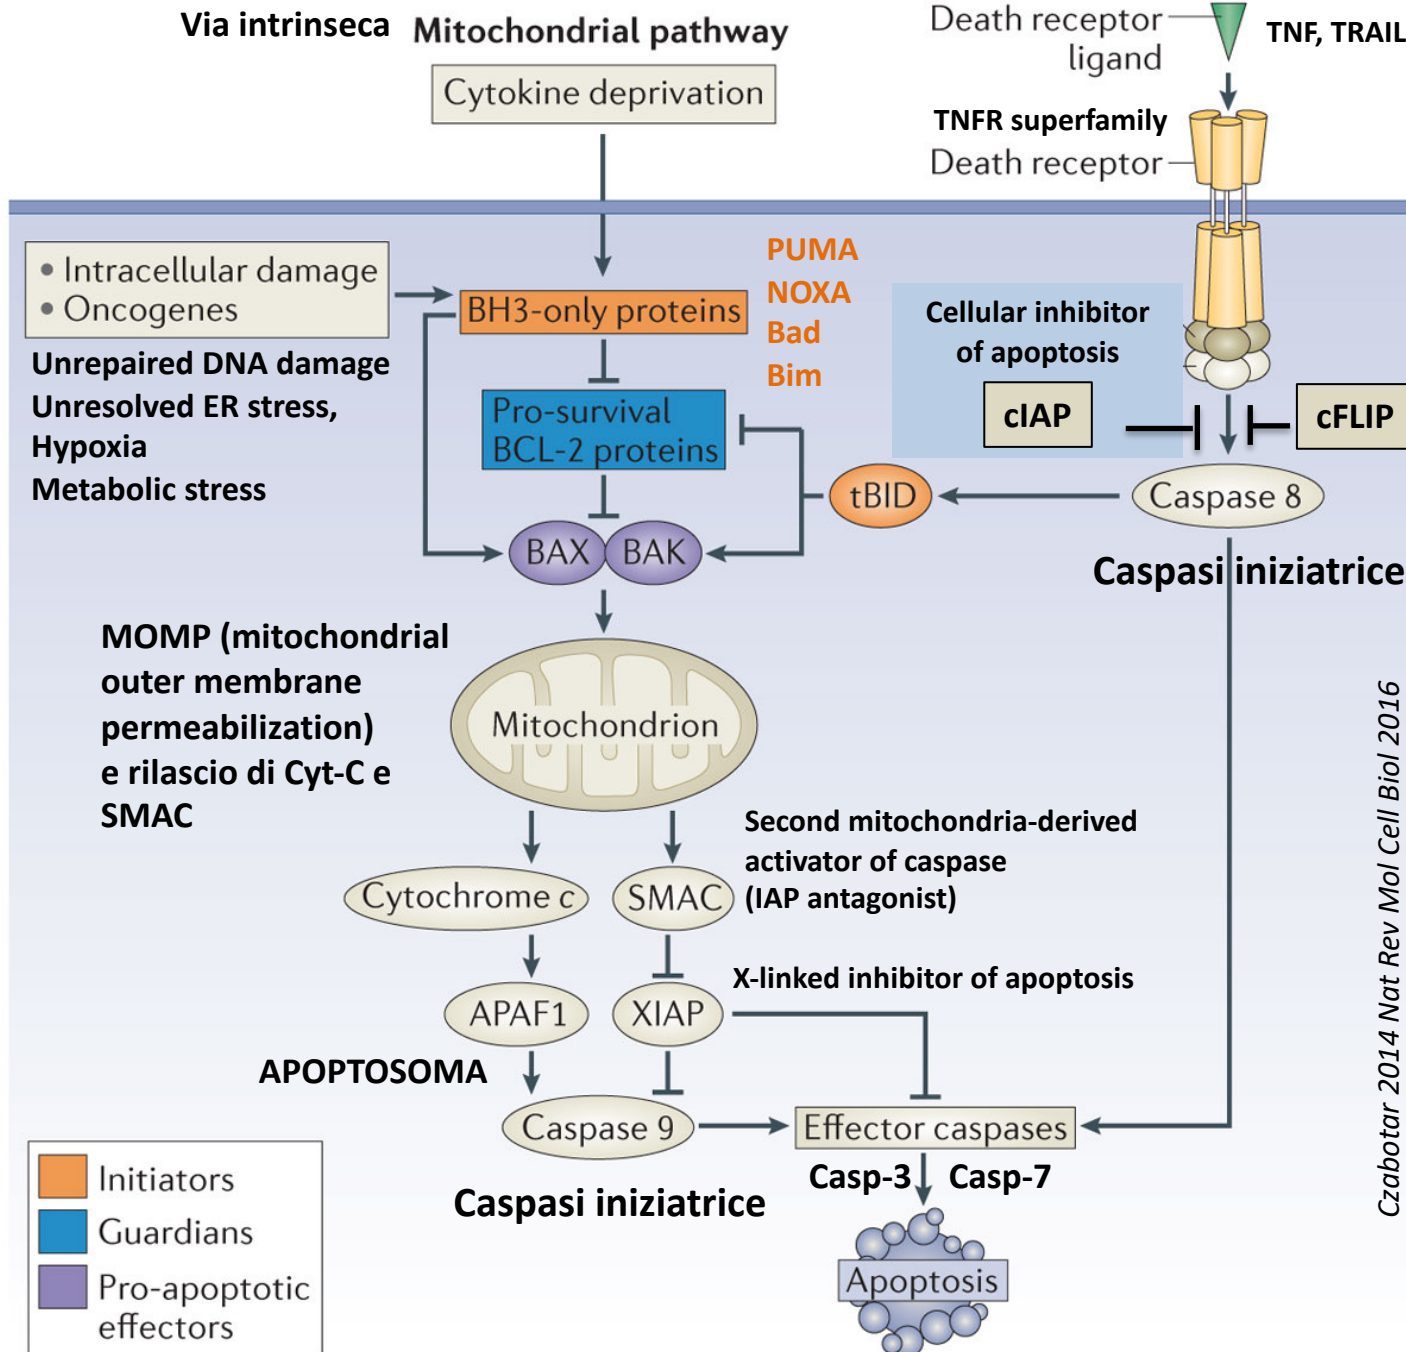 Via intrinseca
Mitochondrial pathway
Cytokine deprivation
Death receptor
ligand
TNF, TRAIL
TNFR superfamily
Death receptor
• Intracellular damage
• Oncogenes
Unrepaired DNA damage
Unresolved ER stress,
Hypoxia
Metabolic stress
BH3-only proteins
PUMA
NOXA
Bad
Bim
Cellular inhibitor
of apoptosis
cIAP
cFLIP
Pro-survival
BCL-2 proteins
tBID
Caspase 8
Caspasi iniziatrice
BAX
BAK
MOMP (mitochondrial
outer membrane
permeabilization)
e rilascio di Cyt-C e
SMAC
Mitochondrion
Second mitochondria-derived
activator of caspase
(IAP antagonist)
Cytochrome c
SMAC
X-linked inhibitor of apoptosis
APAF1
XIAP
APOPTOSOMA
Caspase 9
Effector caspases
Caspasi iniziatrice
Casp-3
Casp-7
Apoptosis
Initiators
Guardians
Pro-apoptotic
effectors
Czabotar 2014 Nat Rev Mol Cell Biol 2016